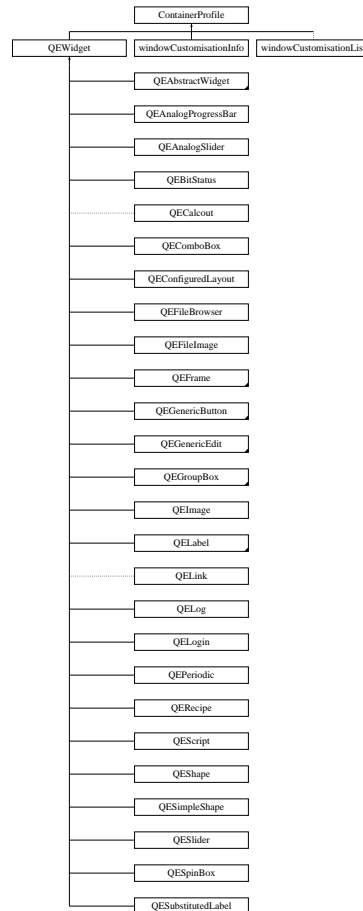 ContainerProfile
QEWidget
windowCustomisationInfo
windowCustomisationLis
QEAbstractWidget
QEAnalogProgressBar
QEAnalogSlider
QEBitStatus
QECalcout
QEComboBox
QEConfiguredLayout
QEFileBrowser
QEFileImage
QEFrame
QEGenericButton
QEGenericEdit
QEGroupBox
QEImage
QELabel
QELink
QELog
QELogin
QEPeriodic
QERecipe
QEScript
QEShape
QESimpleShape
QESlider
QESpinBox
QESubstitutedLabel